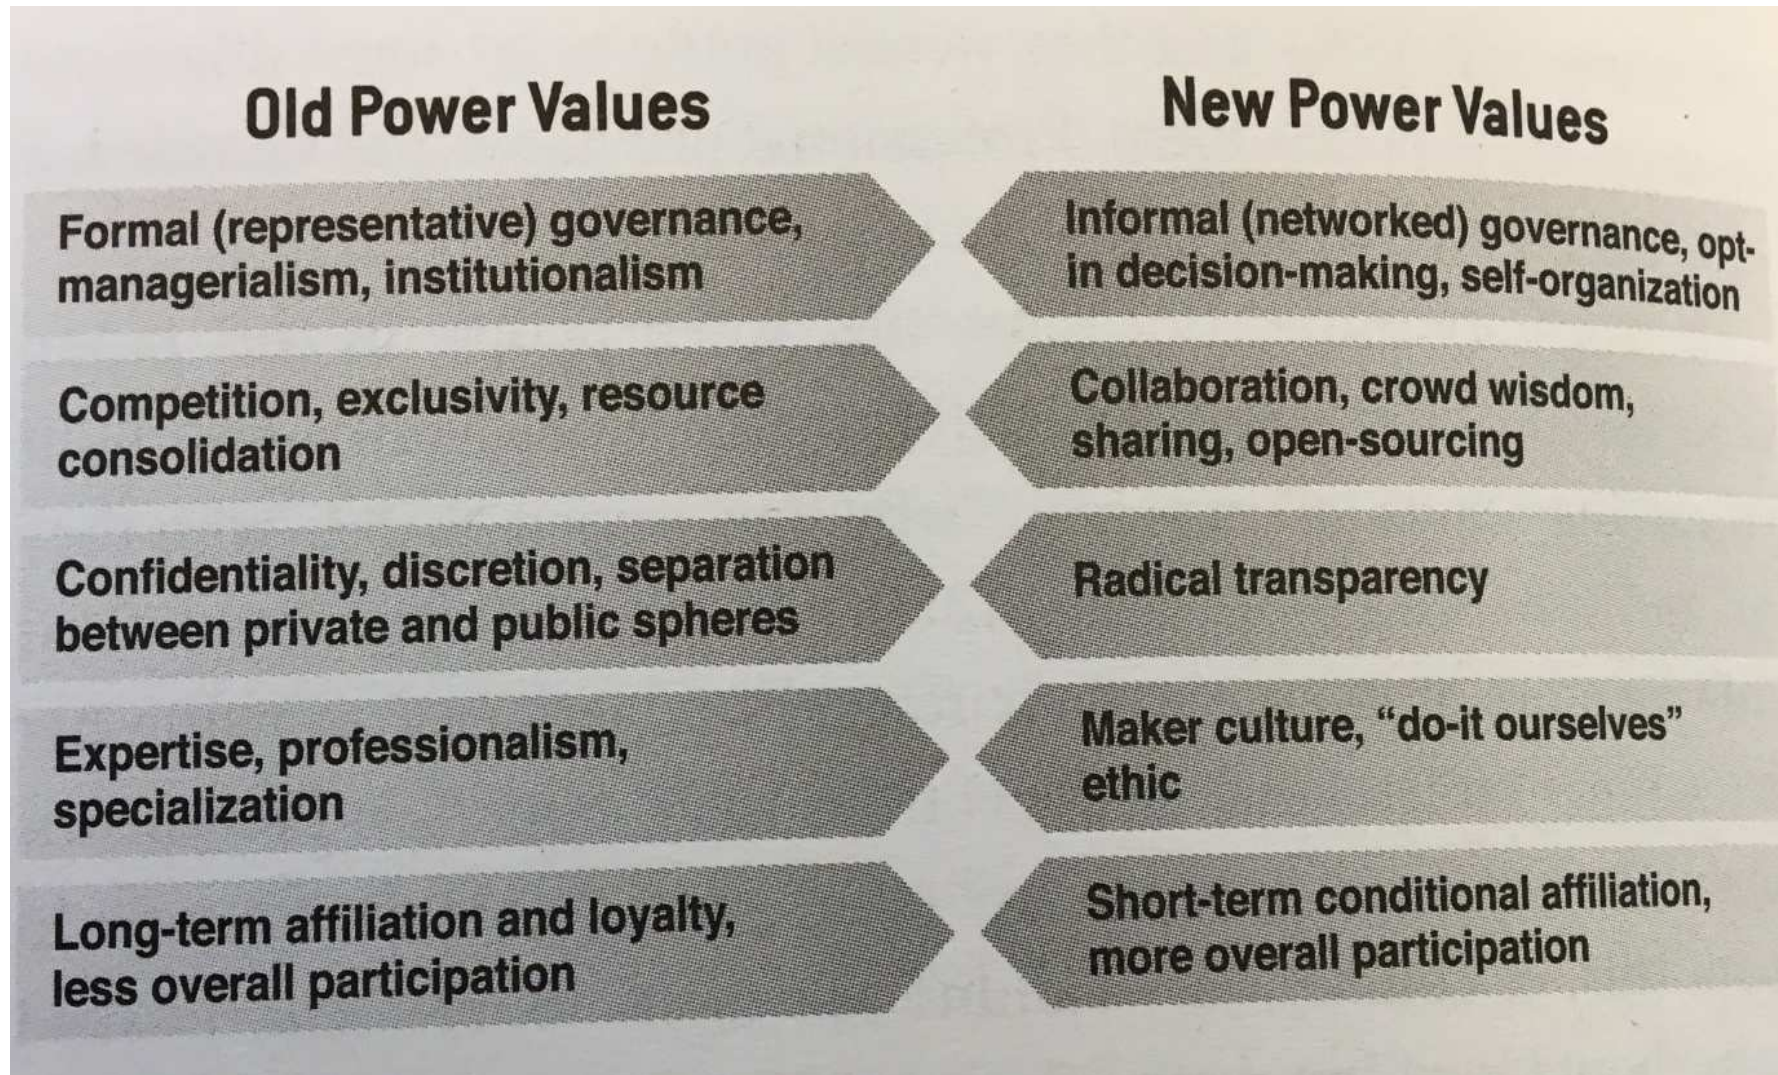 Old Power Values
New Power Values
Formal (representative) governance,
managerialism, institutionalism
Informal (networked) governance, opt-
in decision-making, self-organization
Competition, exclusivity, resource
consolidation
Collaboration, crowd wisdom,
sharing, open-sourcing
Confidentiality, discretion, separation
between private and public spheres
Radical transparency
Expertise, professionalism,
specialization
Maker culture, “do-it ourselves”
ethic
Long-term affiliation and loyalty,
less overall participation
Short-term conditional affiliation,
more overall participation